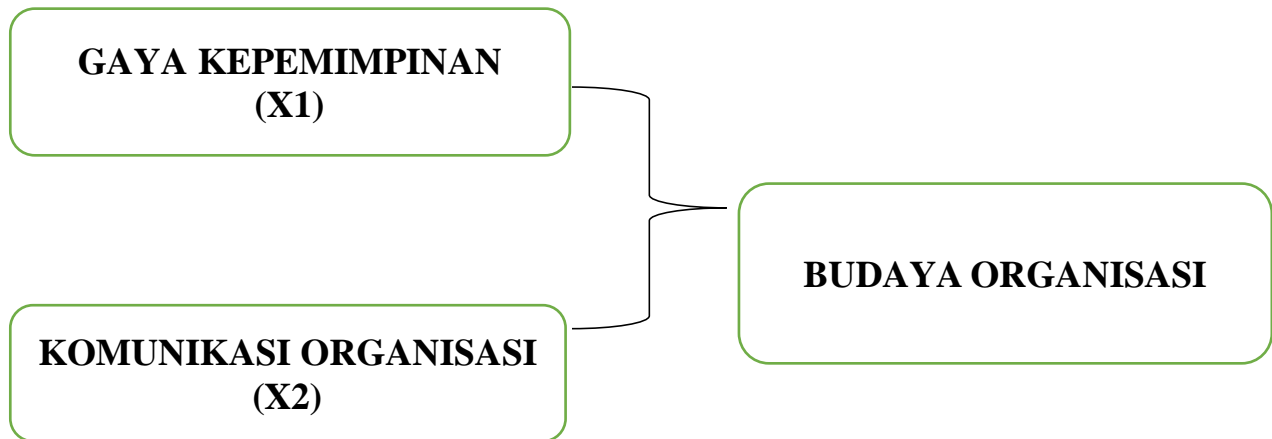 GAYA KEPEMIMPINAN
(X1)
BUDAYA ORGANISASI
KOMUNIKASI ORGANISASI
(X2)